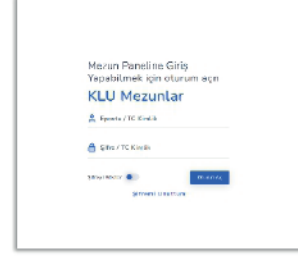 Mezun Paneline Giriş
Yapabilmek için oturum açın
KLU Mezunlar
Eposta / TC Kimlik
Şifre / TC Kimlik
Şifremi Unuttum